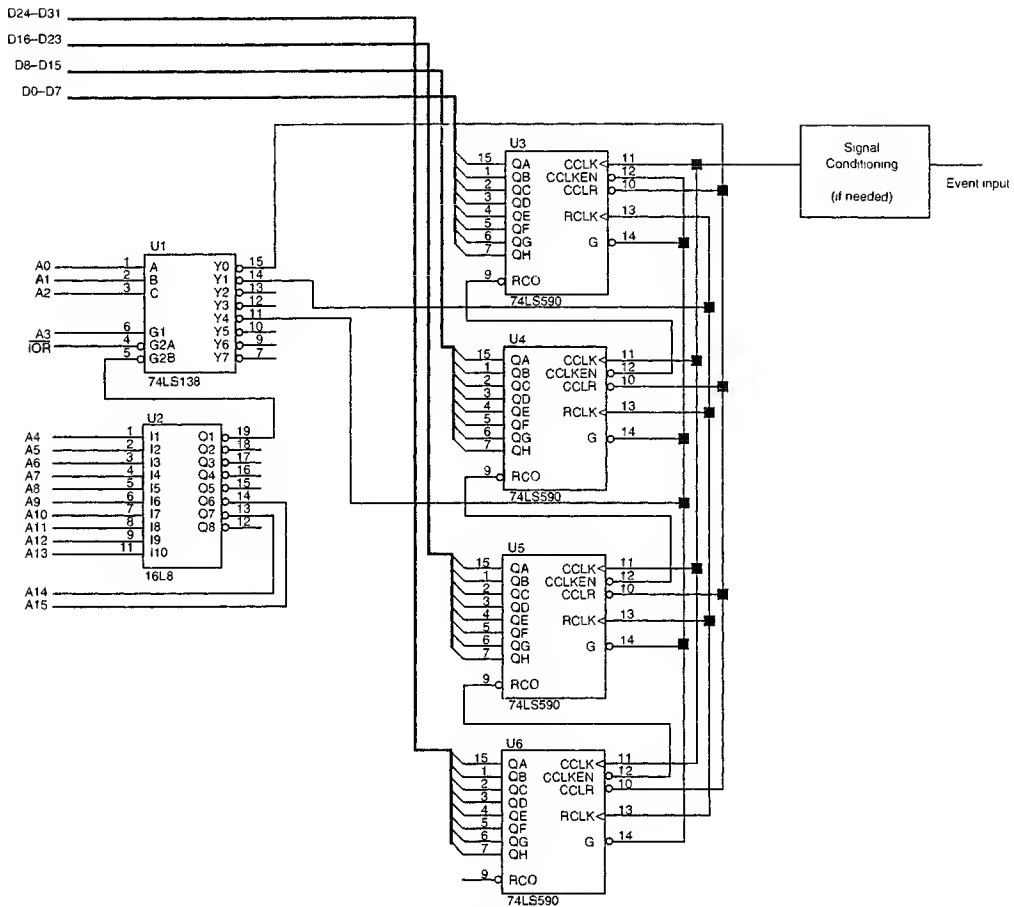 D24–D31
D16–D23
D8–D15
D0–D7
U1
A0 1 A Y0 15
A1 2 B Y1 14
A2 3 C Y2 13
Y3 12
Y4 11
A3 6 G1 Y5 10
IOR 4 G2A Y6 9
5 G2B Y7 7
74LS138
U2
A4 1 I1 Q1 19
A5 2 I2 Q2 18
A6 3 I3 Q3 17
A7 4 I4 Q4 16
A8 5 I5 Q5 15
A9 6 I6 Q6 14
A10 7 I7 Q7 13
A11 8 I8 Q8 12
A12 9 I9
A13 11 I10
16L8
A14
A15
U3
15 QA CCLK 11
1 QB CCLKEN 12
2 QC CCLR 10
3 QD
4 QE RCLK 13
5 QF
6 QG G 14
7 QH
9 RCO
74LS590
U4
15 QA CCLK 11
1 QB CCLKEN 12
2 QC CCLR 10
3 QD
4 QE RCLK 13
5 QF
6 QG G 14
7 QH
9 RCO
74LS590
U5
15 QA CCLK 11
1 QB CCLKEN 12
2 QC CCLR 10
3 QD
4 QE RCLK 13
5 QF
6 QG G 14
7 QH
9 RCO
74LS590
U6
15 QA CCLK 11
1 QB CCLKEN 12
2 QC CCLR 10
3 QD
4 QE RCLK 13
5 QF
6 QG G 14
7 QH
9 RCO
74LS590
Signal
Conditioning
(if needed)
Event input